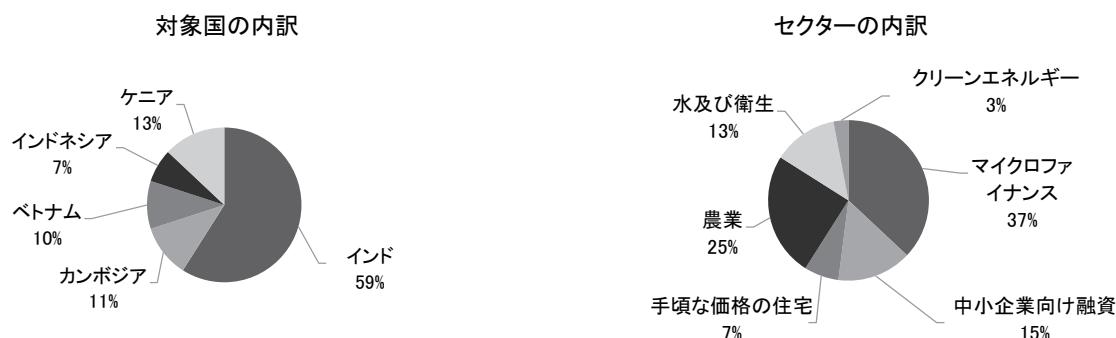 対象国の内訳
ケニア
13%
インドネシア
7%
ベトナム
10%
カンボジア
11%
インド
59%
セクターの内訳
クリーンエネルギー
3%
水及び衛生
13%
マイクロファ
イナンス
37%
農業
25%
手頃な価格の住宅
7%
中小企業向け融資
15%